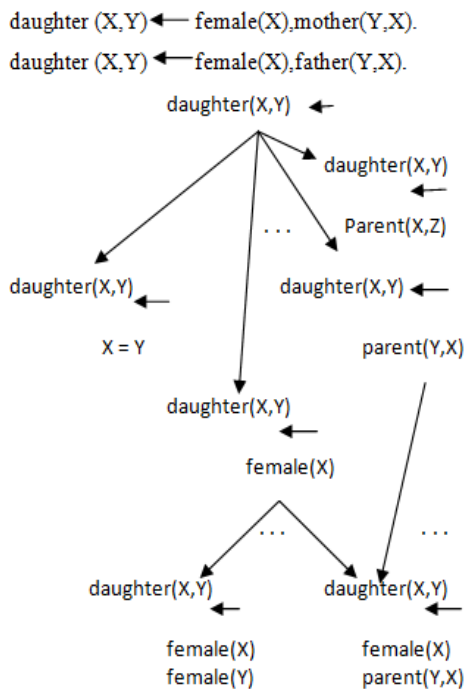 daughter (X,Y) ← female(X),mother(Y,X).
daughter (X,Y) ← female(X),father(Y,X).
daughter(X,Y) ←
daughter(X,Y) ←
Parent(X,Z)
. . .
daughter(X,Y) ←
X = Y
daughter(X,Y) ←
parent(Y,X)
daughter(X,Y) ←
female(X)
. . .
. . .
daughter(X,Y) ←
female(X)
female(Y)
daughter(X,Y) ←
female(X)
parent(Y,X)